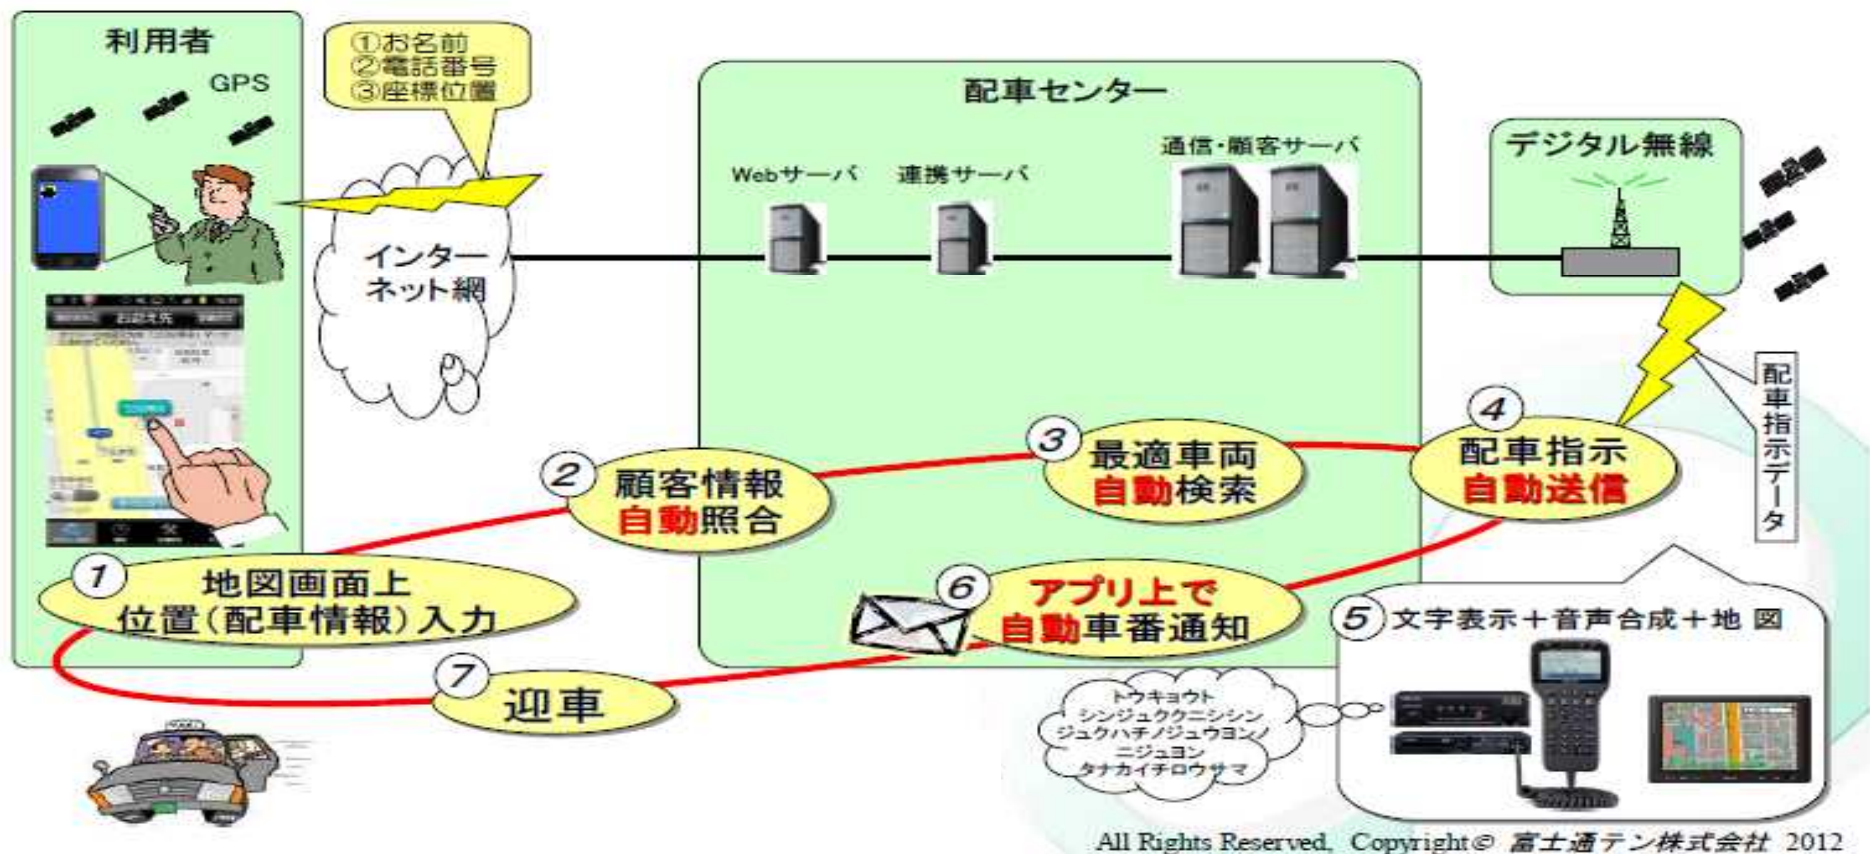 利用者
GPS
①お名前
②電話番号
③座標位置
インター
ネット網
配車センター
Webサーバ
連携サーバ
通信・顧客サーバ
デジタル無線
配車指示データ
お迎え先
1
地図画面上
位置(配車情報)入力
2
顧客情報
自動照合
3
最適車両
自動検索
4
配車指示
自動送信
5
文字表示+音声合成+地 図
トウキョウト
シンジュククニシシン
ジュクハチノジュウヨンノ
ニジュヨン
タナカイチロウサマ
6
アプリ上で
自動車番通知
7
迎車
All Rights Reserved, Copyright© 富士通テン株式会社 2012